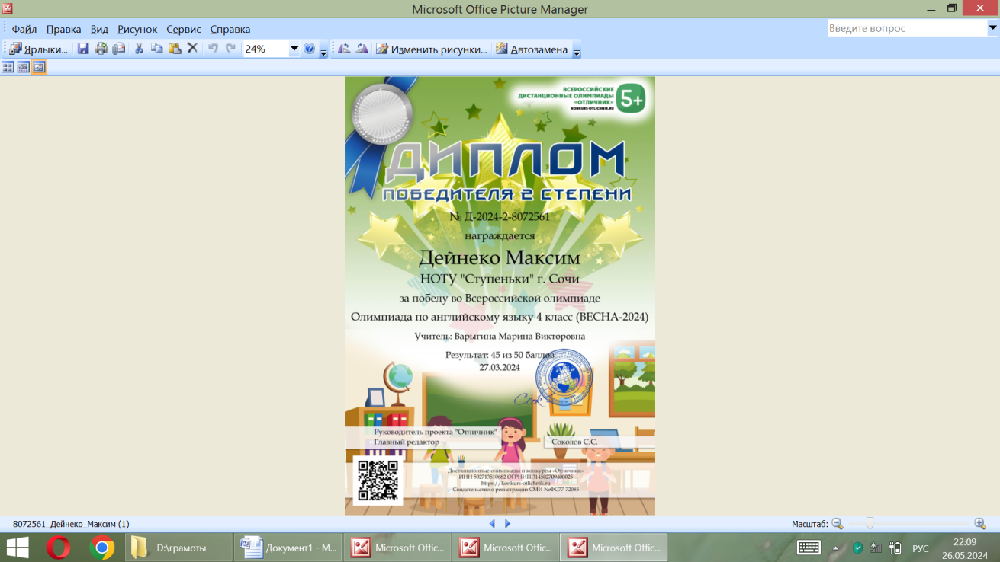 Microsoft Office Picture Manager
Файл Правка Вид Рисунок Сервис Справка
Введите вопрос
Ярлыки... 24% Изменить рисунки... Автозамена
ВСЕРОССИЙСКИЕ
ДИСТАНЦИОННЫЕ ОЛИМПИАДЫ
«ОТЛИЧНИК»
KONKURS-OTLICHNIK.RU
5+
ДИПЛОМ
ПОБЕДИТЕЛЯ 2 СТЕПЕНИ
№ Д-2024-2-8072561
награждается
Дейнеко Максим
НОТУ "Ступеньки" г. Сочи
за победу во Всероссийской олимпиаде
Олимпиада по английскому языку 4 класс (ВЕСНА-2024)
Учитель: Варыгина Марина Викторовна
Результат: 45 из 50 баллов
27.03.2024
Руководитель проекта "Отличник"
Главный редактор Соколов С.С.
Дистанционные олимпиады и конкурсы «Отличник»
ИНН 502713510682 ОГРНИП 314502709400025
https://konkurs-otlichnik.ru
Свидетельство о регистрации СМИ №ФС77-72085
8072561_Дейнеко_Максим (1)
Масштаб:
D:\грамоты
Документ1 - M...
Microsoft Offic...
Microsoft Offic...
Microsoft Offic...
РУС
22:09
26.05.2024